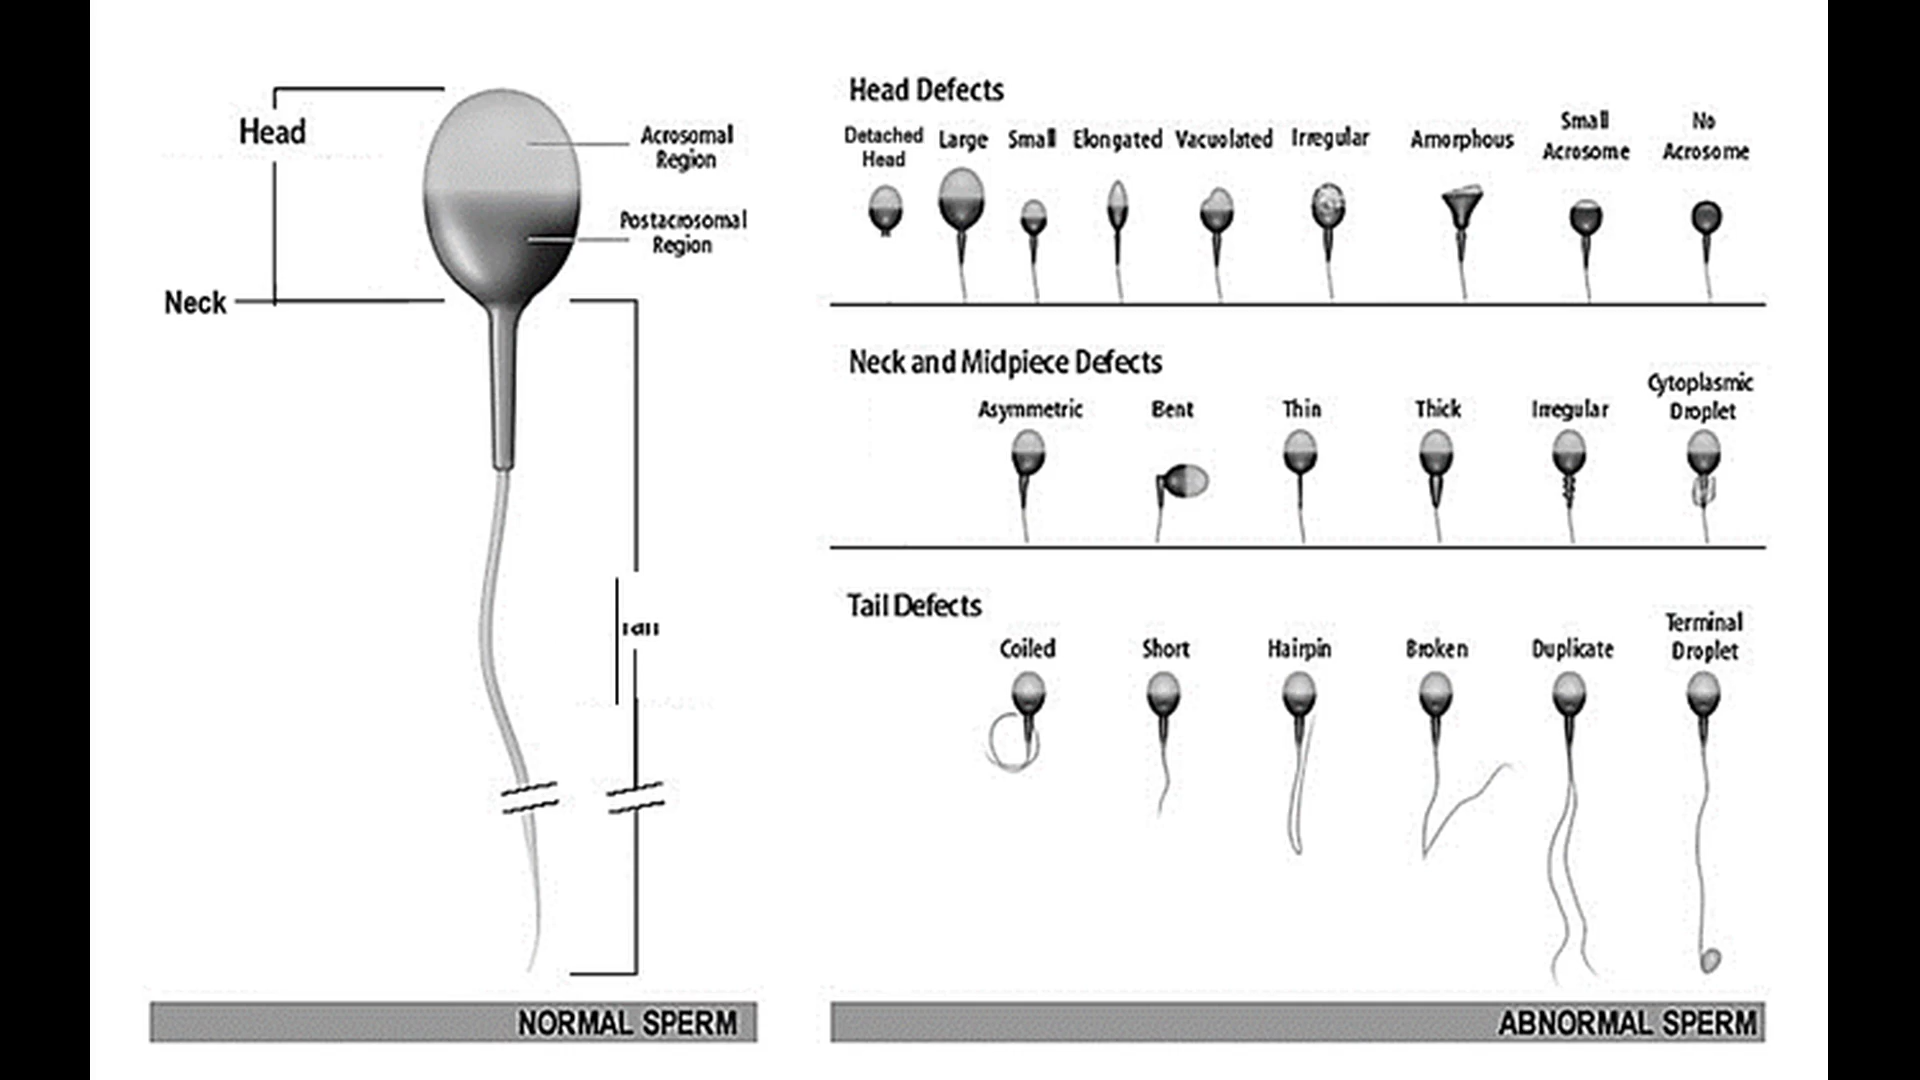 Head
Acrosomal
Region
Postacrosomal
Region
Neck
NORMAL SPERM
Head Defects
Detached
Head
Large
Small
Elongated
Vacuolated
Irregular
Amorphous
Small
Acrosome
No
Acrosome
Neck and Midpiece Defects
Asymmetric
Bent
Thin
Thick
Irregular
Cytoplasmic
Droplet
Tail Defects
Coiled
Short
Hairpin
Broken
Duplicate
Terminal
Droplet
ABNORMAL SPERM